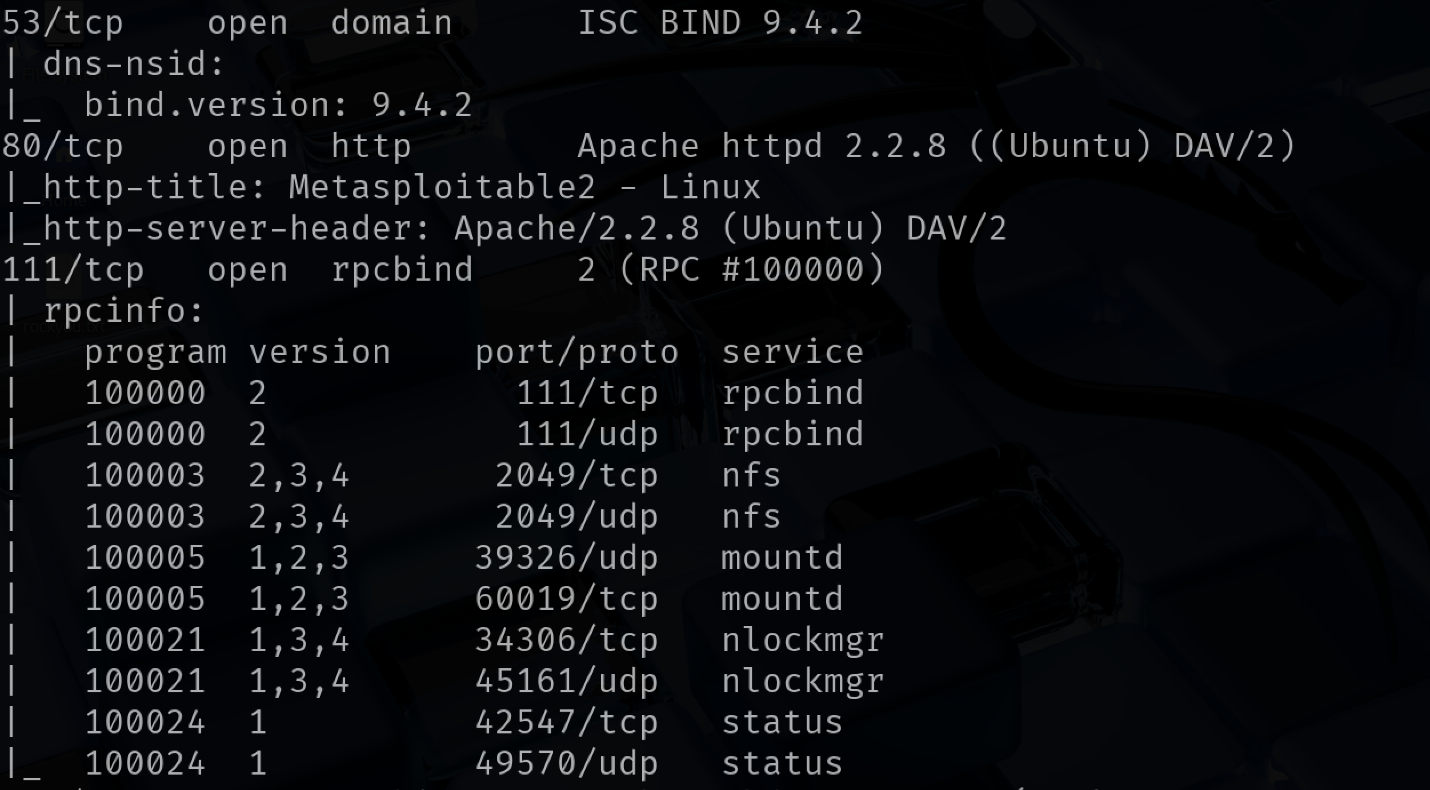 53/tcp    open  domain      ISC BIND 9.4.2
| dns-nsid:
|_  bind.version: 9.4.2
80/tcp    open  http        Apache httpd 2.2.8 ((Ubuntu) DAV/2)
|_http-title: Metasploitable2 - Linux
|_http-server-header: Apache/2.2.8 (Ubuntu) DAV/2
111/tcp   open  rpcbind     2 (RPC #100000)
| rpcinfo:
|   program version    port/proto  service
|   100000  2            111/tcp   rpcbind
|   100000  2            111/udp   rpcbind
|   100003  2,3,4       2049/tcp   nfs
|   100003  2,3,4       2049/udp   nfs
|   100005  1,2,3      39326/udp   mountd
|   100005  1,2,3      60019/tcp   mountd
|   100021  1,3,4      34306/tcp   nlockmgr
|   100021  1,3,4      45161/udp   nlockmgr
|   100024  1          42547/tcp   status
|_  100024  1          49570/udp   status